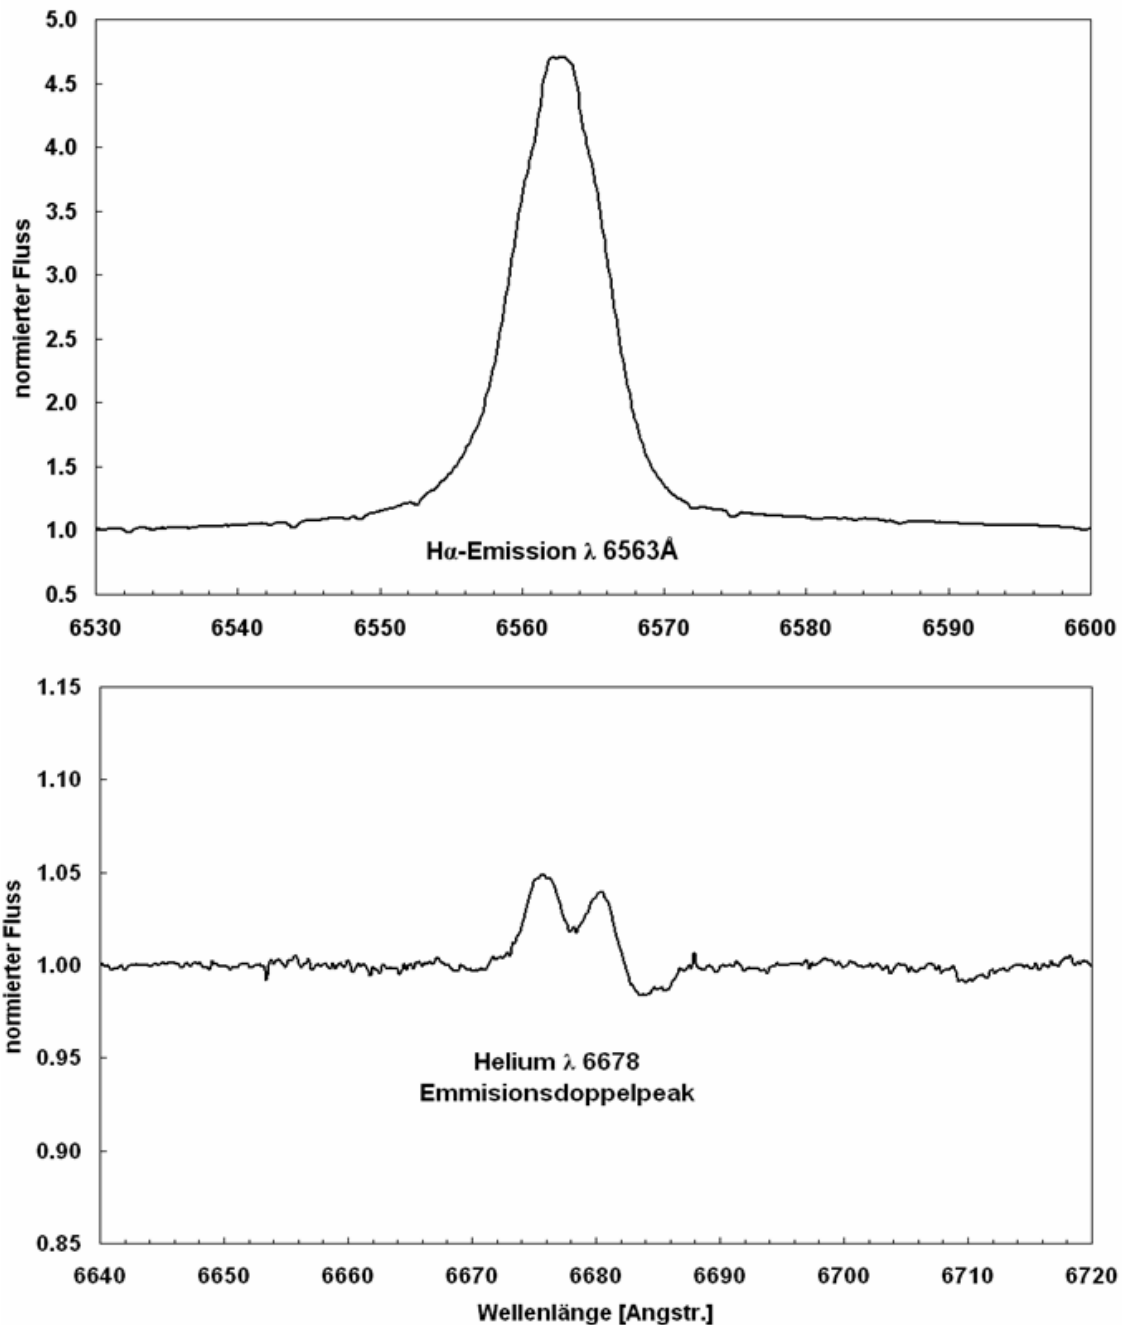 5.0
4.5
4.0
3.5
3.0
2.5
2.0
1.5
1.0
0.5
normierter Fluss
Hα-Emission λ 6563Å
6530 6540 6550 6560 6570 6580 6590 6600
1.15
1.10
1.05
1.00
0.95
0.90
0.85
normierter Fluss
Helium λ 6678
Emmisionsdoppelpeak
6640 6650 6660 6670 6680 6690 6700 6710 6720
Wellenlänge [Angstr.]